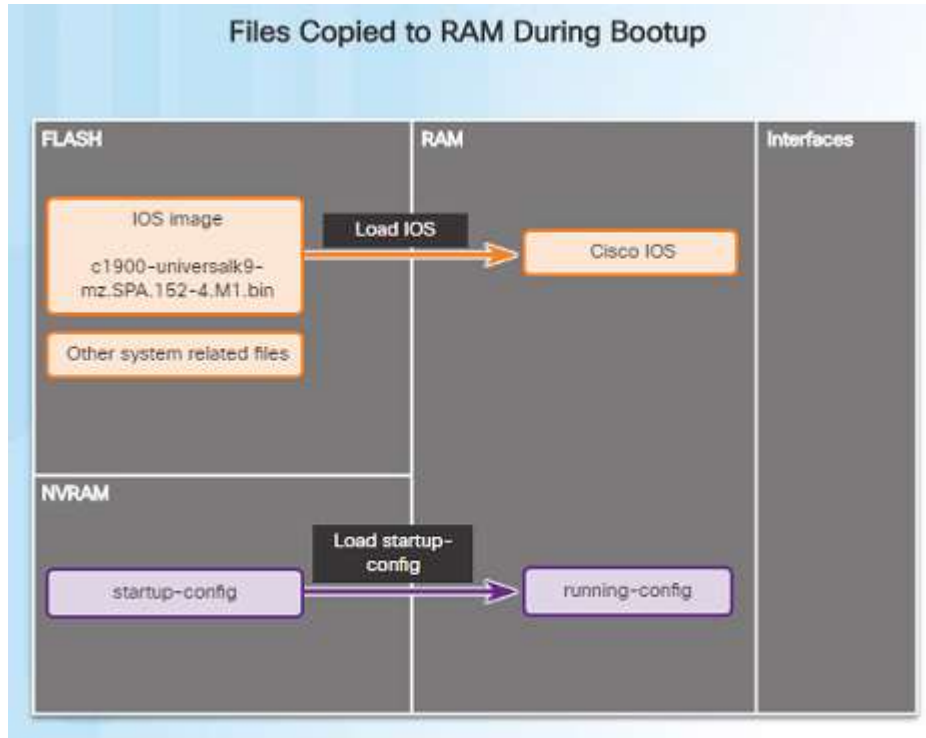 Files Copied to RAM During Bootup
FLASH
RAM
Interfaces
IOS image
c1900-universalk9-
mz.SPA.152-4.M1.bin
Load IOS
Cisco IOS
Other system related files
NVRAM
Load startup-
config
startup-config
running-config